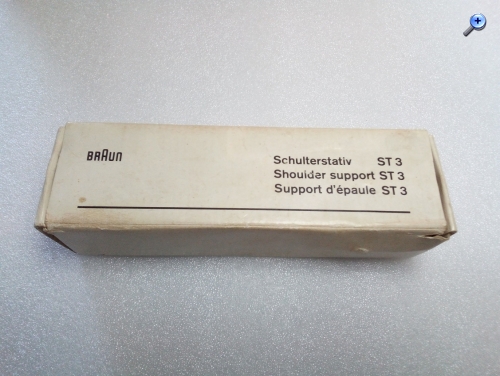 BRAUN
Schulterstativ ST 3
Shoulder support ST 3
Support d'épaule ST 3